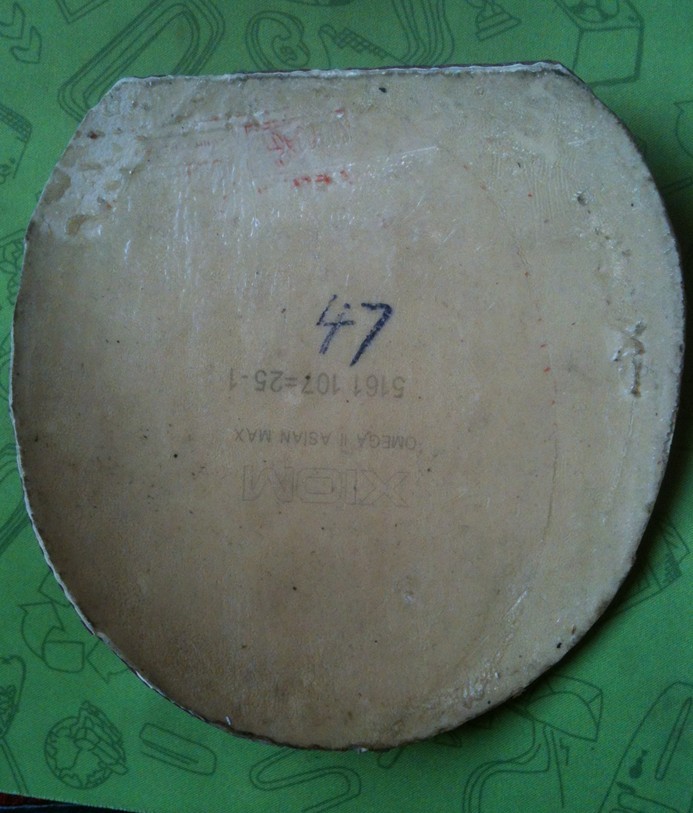 47
5161 107=25-1
OMEGA II ASIAN MAX
XIOM